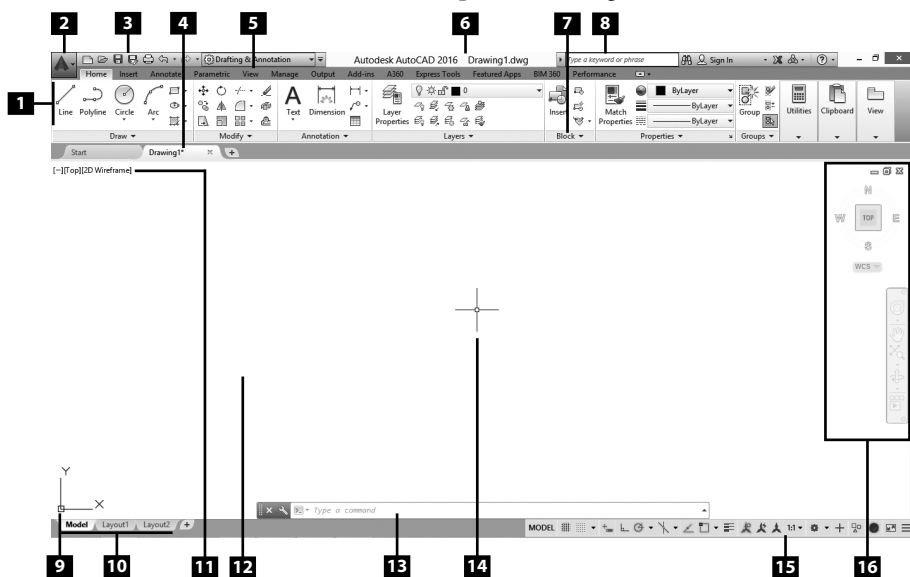 2 3 4 5 6 7 8
Drafting & Annotation Autodesk AutoCAD 2016 Drawing1.dwg Type a keyword or phrase Sign In
Home Insert Annotate Parametric View Manage Output Add-ins A360 Express Tools Featured Apps BIM 360 Performance
1
Line Polyline Circle Arc Text Dimension Layer Properties 0 Insert Match Properties ByLayer ByLayer ByLayer Group Utilities Clipboard View
Draw Modify Annotation Layers Block Properties Groups
Start Drawing1* +
[−][Top][2D Wireframe]
N
W TOP E
S
WCS
Y
X
Type a command
Model Layout1 Layout2 +
MODEL 1:1
9 10 11 12 13 14 15 16